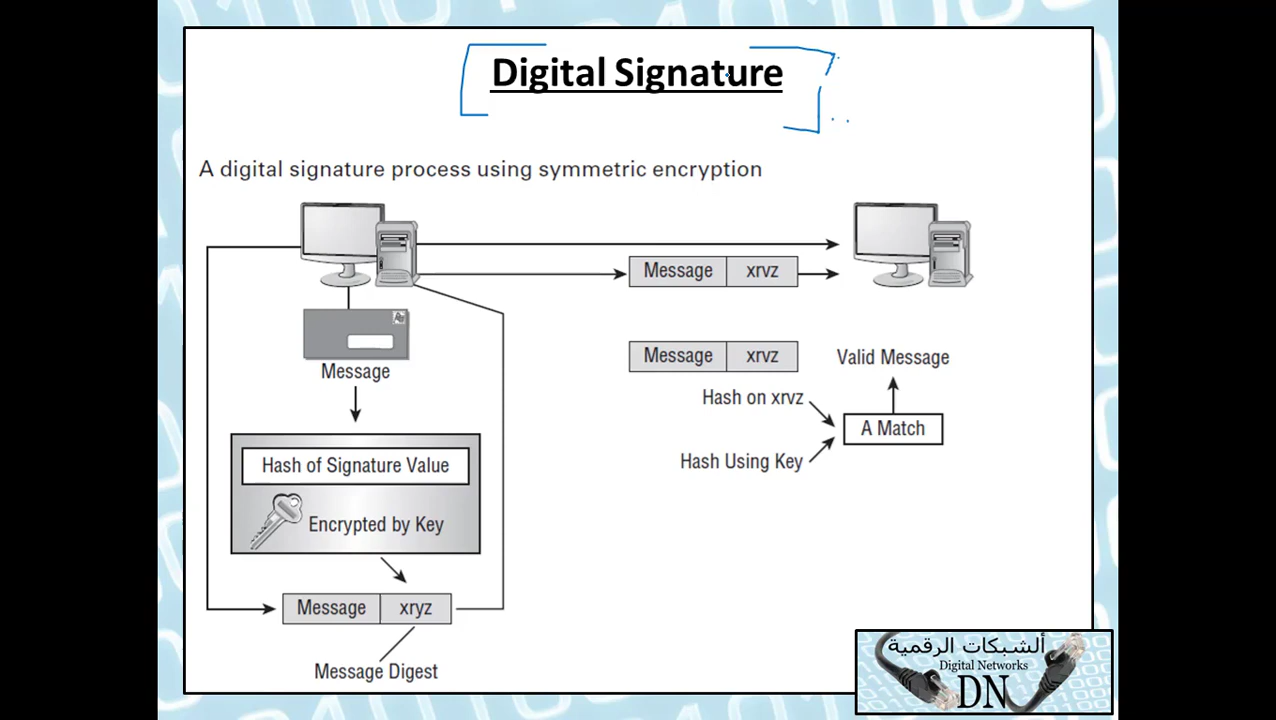 Digital Signature
A digital signature process using symmetric encryption
Message xrvz
Message
Message xrvz
Valid Message
Hash on xrvz
A Match
Hash Using Key
Hash of Signature Value
Encrypted by Key
Message xryz
Message Digest
ألشبكات الرقمية
Digital Networks
DN